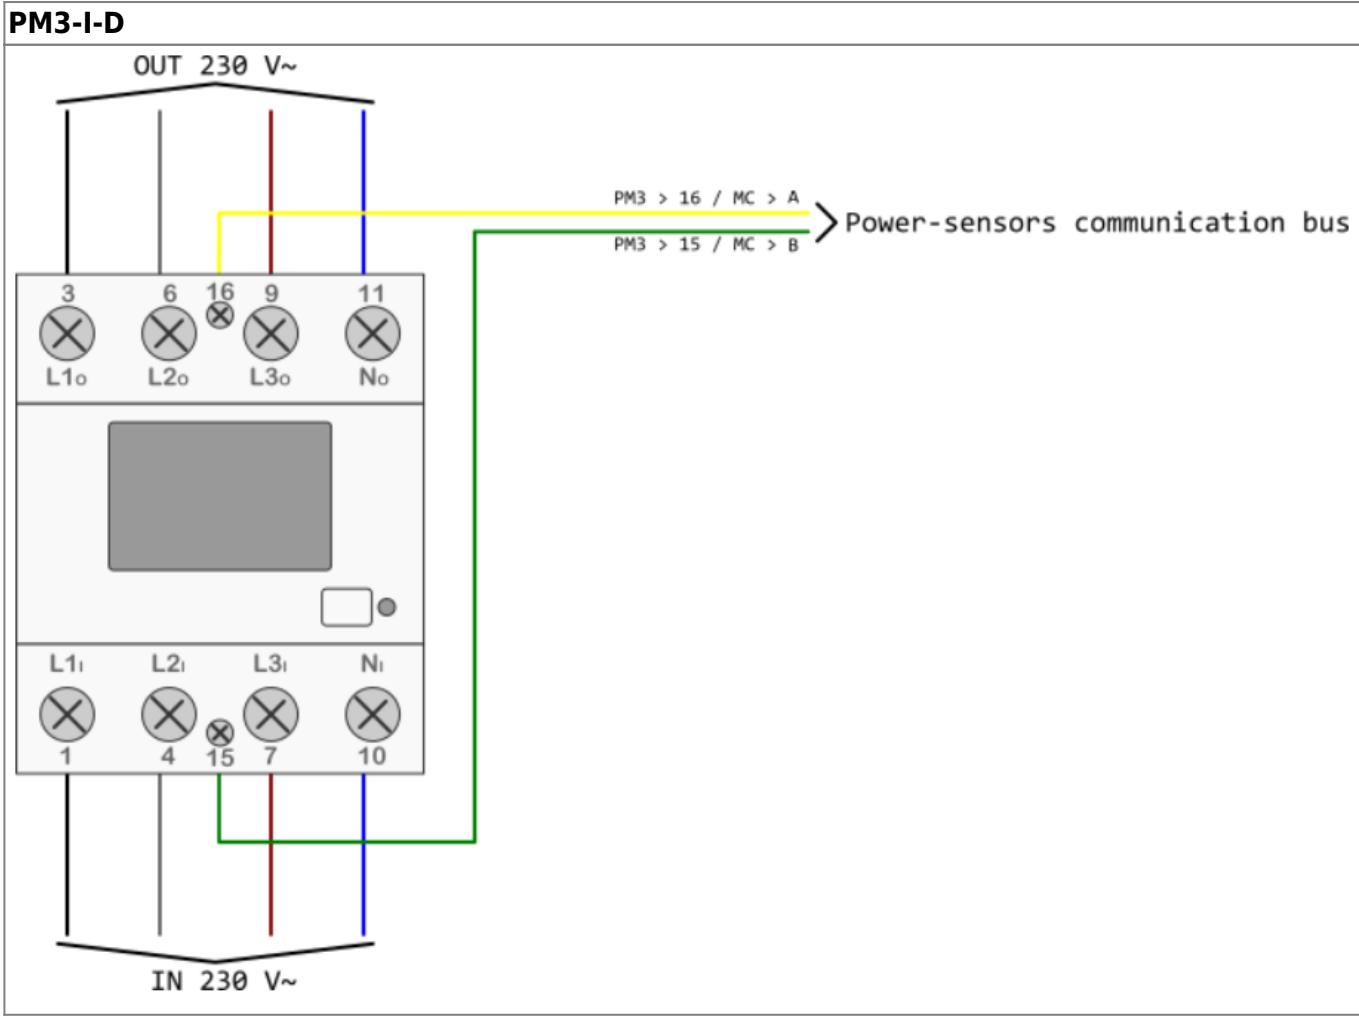 PM3-I-D
OUT 230 V~
PM3 > 16 / MC > A
Power-sensors communication bus
PM3 > 15 / MC > B
3 6 16 9 11
L1o L2o L3o No
L1I L2I L3I NI
1 4 15 7 10
IN 230 V~